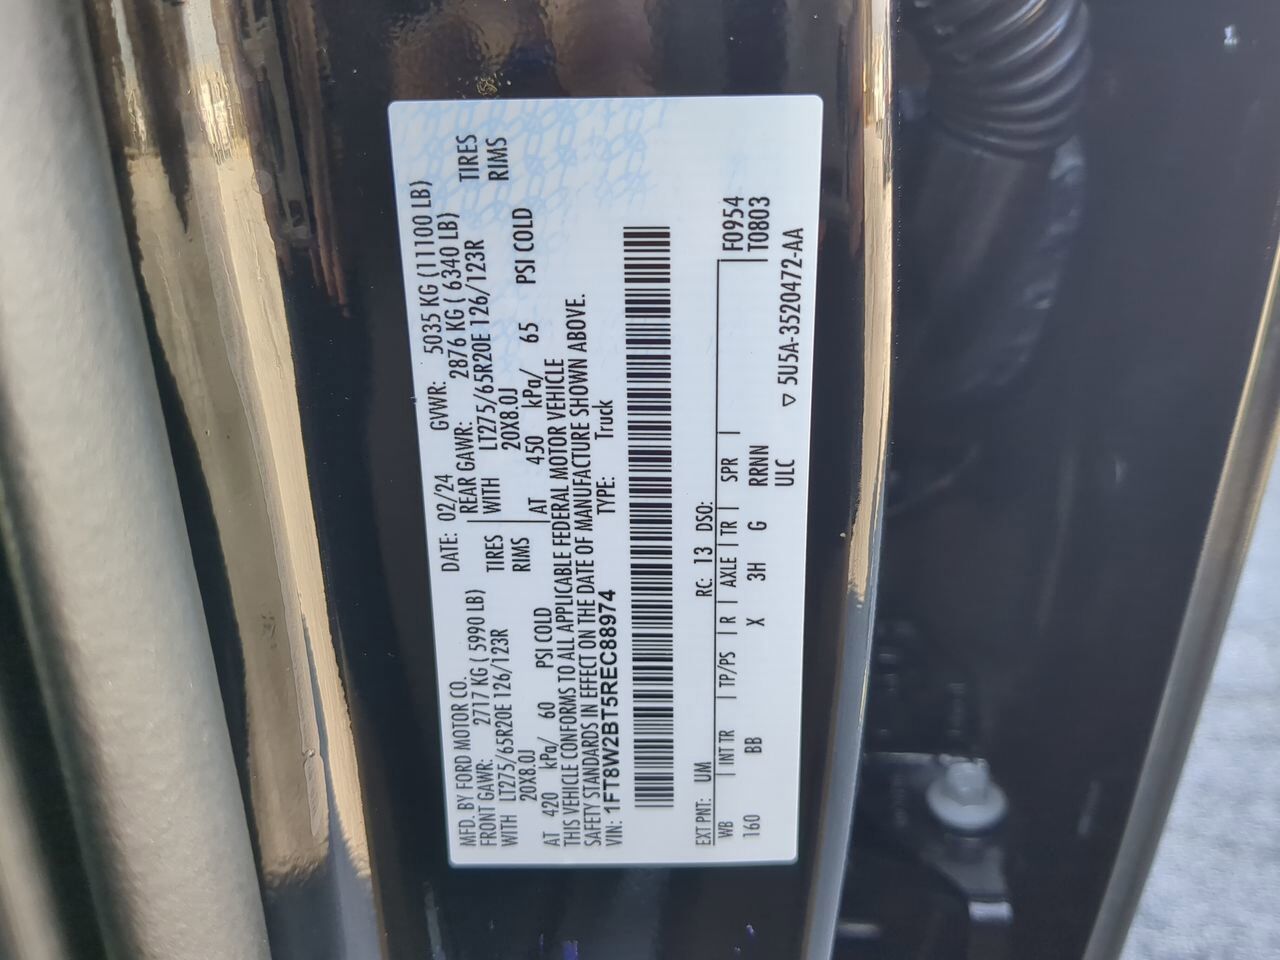 MFD. BY FORD MOTOR CO. DATE: 02/24 GVWR: 5035 KG (11100 LB)
FRONT GAWR: 2717 KG ( 5990 LB) REAR GAWR: 2876 KG ( 6340 LB)
WITH LT275/65R20E 126/123R TIRES WITH LT275/65R20E 126/123R TIRES
20X8.0J RIMS 20X8.0J RIMS
AT 420 kPa/ 60 PSI COLD AT 450 kPa/ 65 PSI COLD
THIS VEHICLE CONFORMS TO ALL APPLICABLE FEDERAL MOTOR VEHICLE
SAFETY STANDARDS IN EFFECT ON THE DATE OF MANUFACTURE SHOWN ABOVE.
VIN: 1FT8W2BT5REC88974 TYPE: Truck
EXT PNT: UM RC: 13 DSO:
WB INT TR TP/PS R AXLE TR SPR F0954
160 BB X 3H G RRNN T0803
ULC
▽ 5U5A-3520472-AA